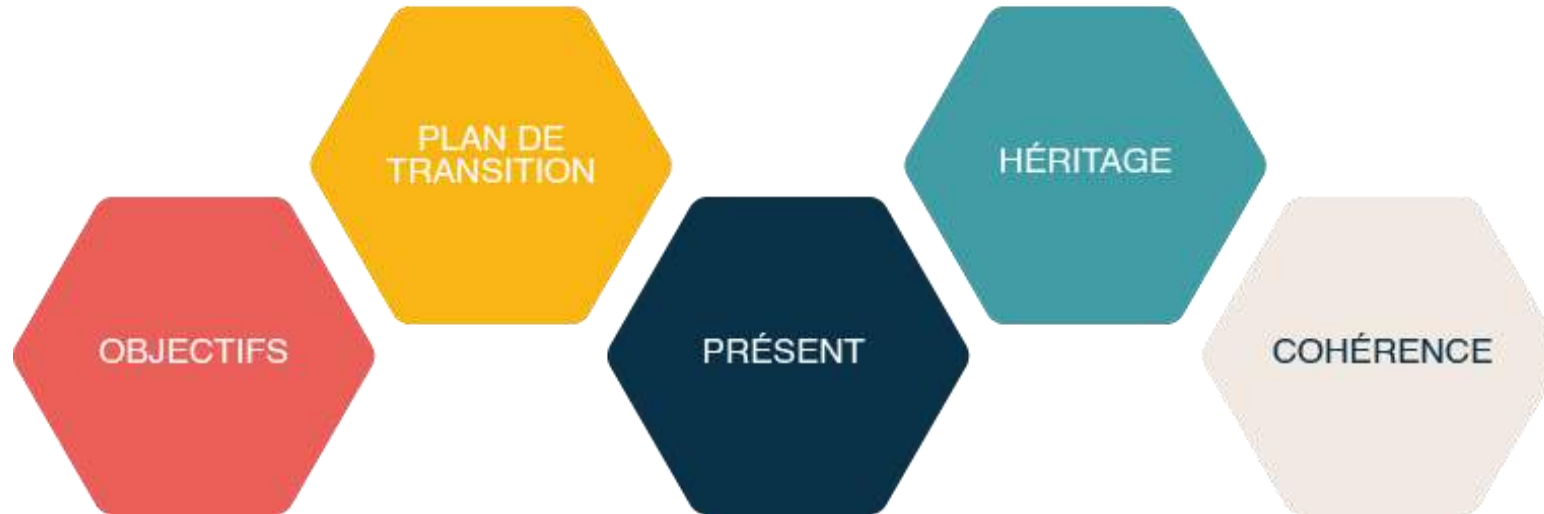 OBJECTIFS
PLAN DE
TRANSITION
PRÉSENT
HÉRITAGE
COHÉRENCE